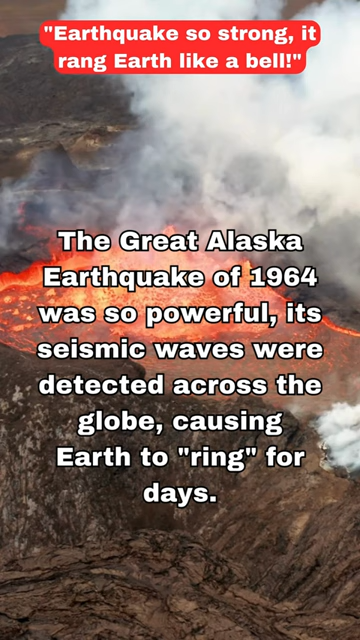 "Earthquake so strong, it
rang Earth like a bell!"
The Great Alaska
Earthquake of 1964
was so powerful, its
seismic waves were
detected across the
globe, causing
Earth to "ring" for
days.